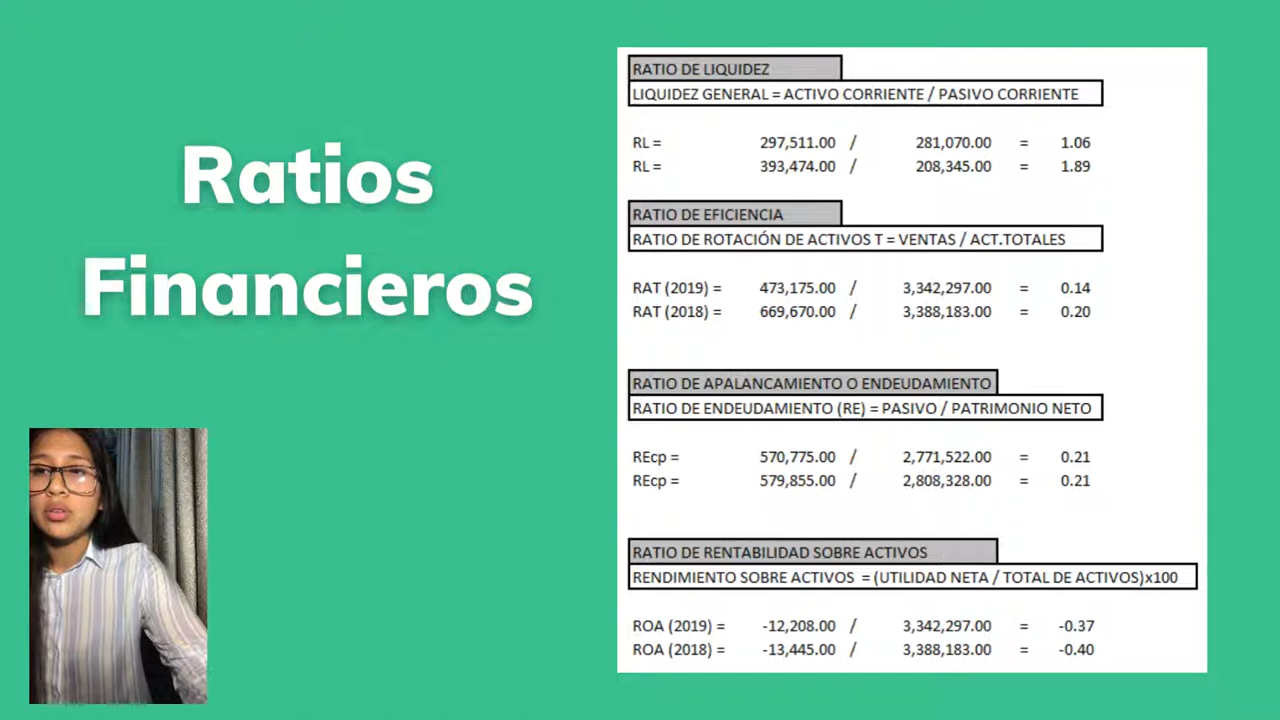 Ratios
Financieros
RATIO DE LIQUIDEZ
LIQUIDEZ GENERAL = ACTIVO CORRIENTE / PASIVO CORRIENTE
RL = 297,511.00 / 281,070.00 = 1.06
RL = 393,474.00 / 208,345.00 = 1.89
RATIO DE EFICIENCIA
RATIO DE ROTACIÓN DE ACTIVOS T = VENTAS / ACT.TOTALES
RAT (2019) = 473,175.00 / 3,342,297.00 = 0.14
RAT (2018) = 669,670.00 / 3,388,183.00 = 0.20
RATIO DE APALANCAMIENTO O ENDEUDAMIENTO
RATIO DE ENDEUDAMIENTO (RE) = PASIVO / PATRIMONIO NETO
REcp = 570,775.00 / 2,771,522.00 = 0.21
REcp = 579,855.00 / 2,808,328.00 = 0.21
RATIO DE RENTABILIDAD SOBRE ACTIVOS
RENDIMIENTO SOBRE ACTIVOS = (UTILIDAD NETA / TOTAL DE ACTIVOS)x100
ROA (2019) = -12,208.00 / 3,342,297.00 = -0.37
ROA (2018) = -13,445.00 / 3,388,183.00 = -0.40